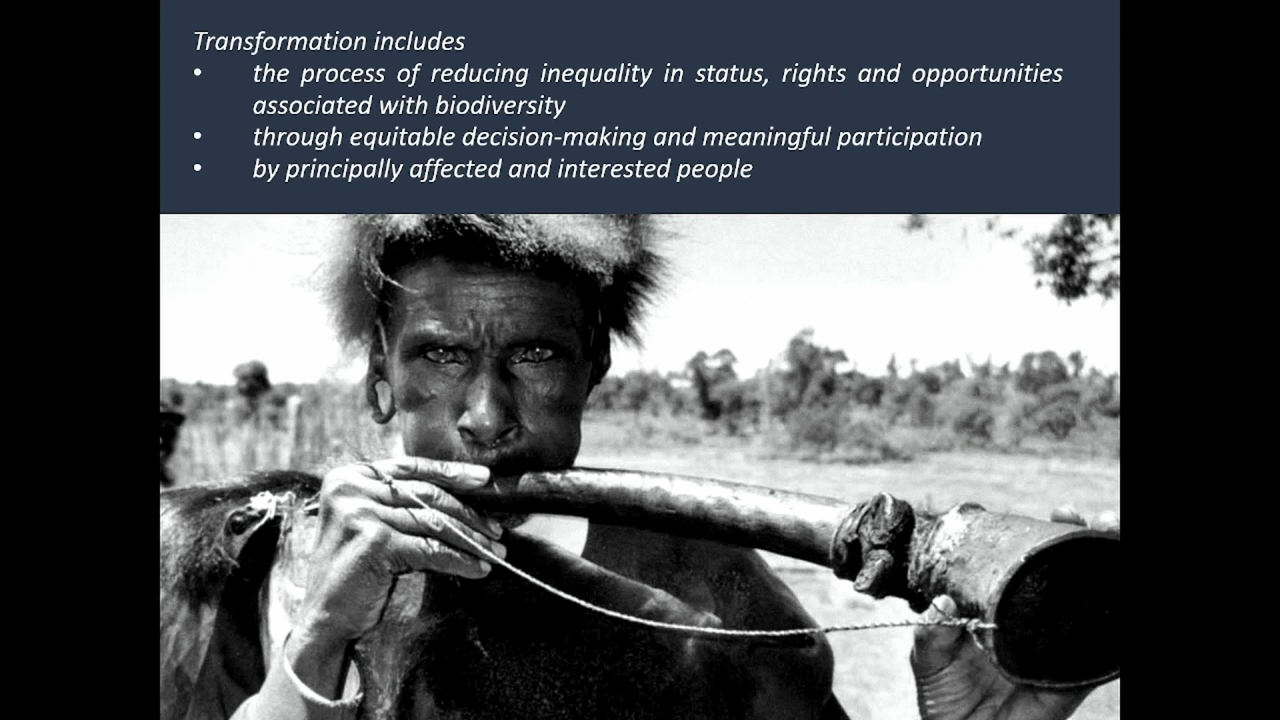 Transformation includes
• the process of reducing inequality in status, rights and opportunities
associated with biodiversity
• through equitable decision-making and meaningful participation
• by principally affected and interested people